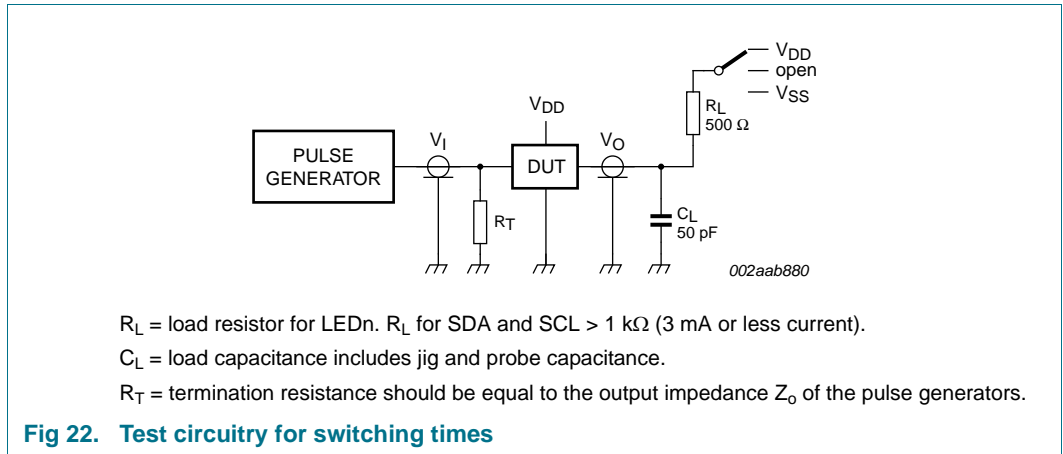 VDD
open
VSS
RL
500 Ω
VDD
VI
VO
PULSE
GENERATOR
DUT
RT
CL
50 pF
002aab880
RL = load resistor for LEDn. RL for SDA and SCL > 1 kΩ (3 mA or less current).
CL = load capacitance includes jig and probe capacitance.
RT = termination resistance should be equal to the output impedance Zo of the pulse generators.
Fig 22. Test circuitry for switching times